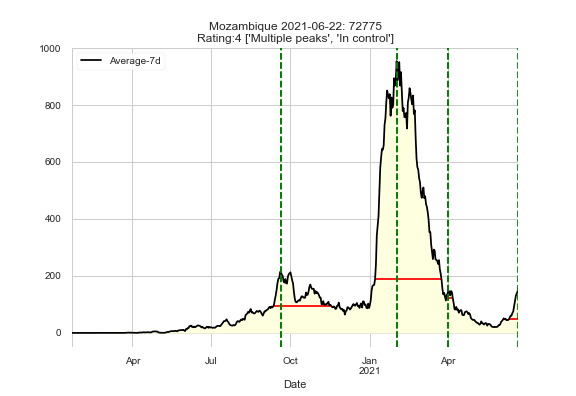 Mozambique 2021-06-22: 72775
Rating:4 ['Multiple peaks', 'In control']
1000
Average-7d
800
600
400
200
0
Apr Jul Oct Jan Apr
2021
Date